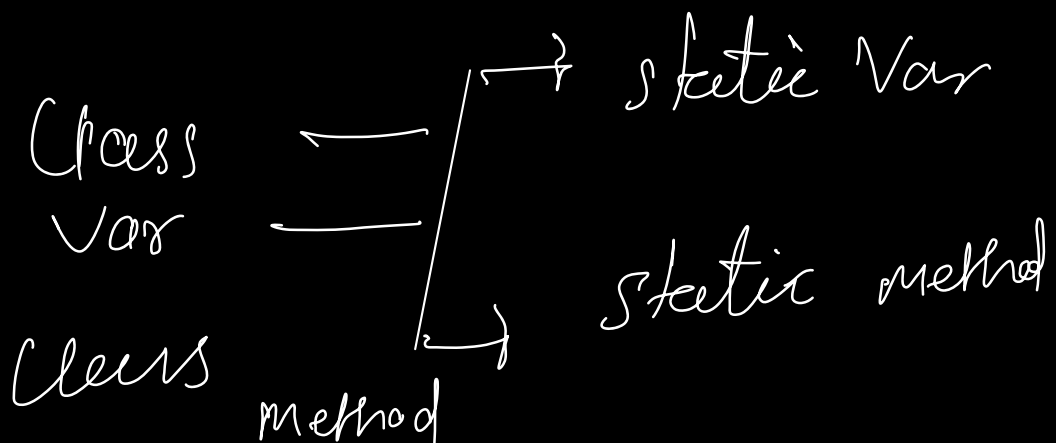 static Var
Class
Var
static method
Class
method